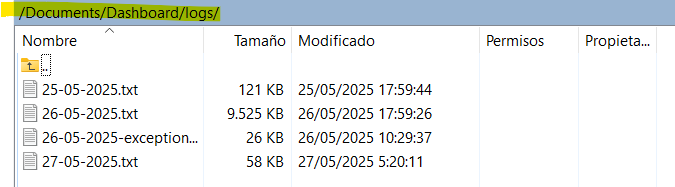 /Documents/Dashboard/logs/
Nombre Tamaño Modificado Permisos Propieta...
..
25-05-2025.txt 121 KB 25/05/2025 17:59:44
26-05-2025.txt 9.525 KB 26/05/2025 17:59:26
26-05-2025-exception... 26 KB 26/05/2025 10:29:37
27-05-2025.txt 58 KB 27/05/2025 5:20:11